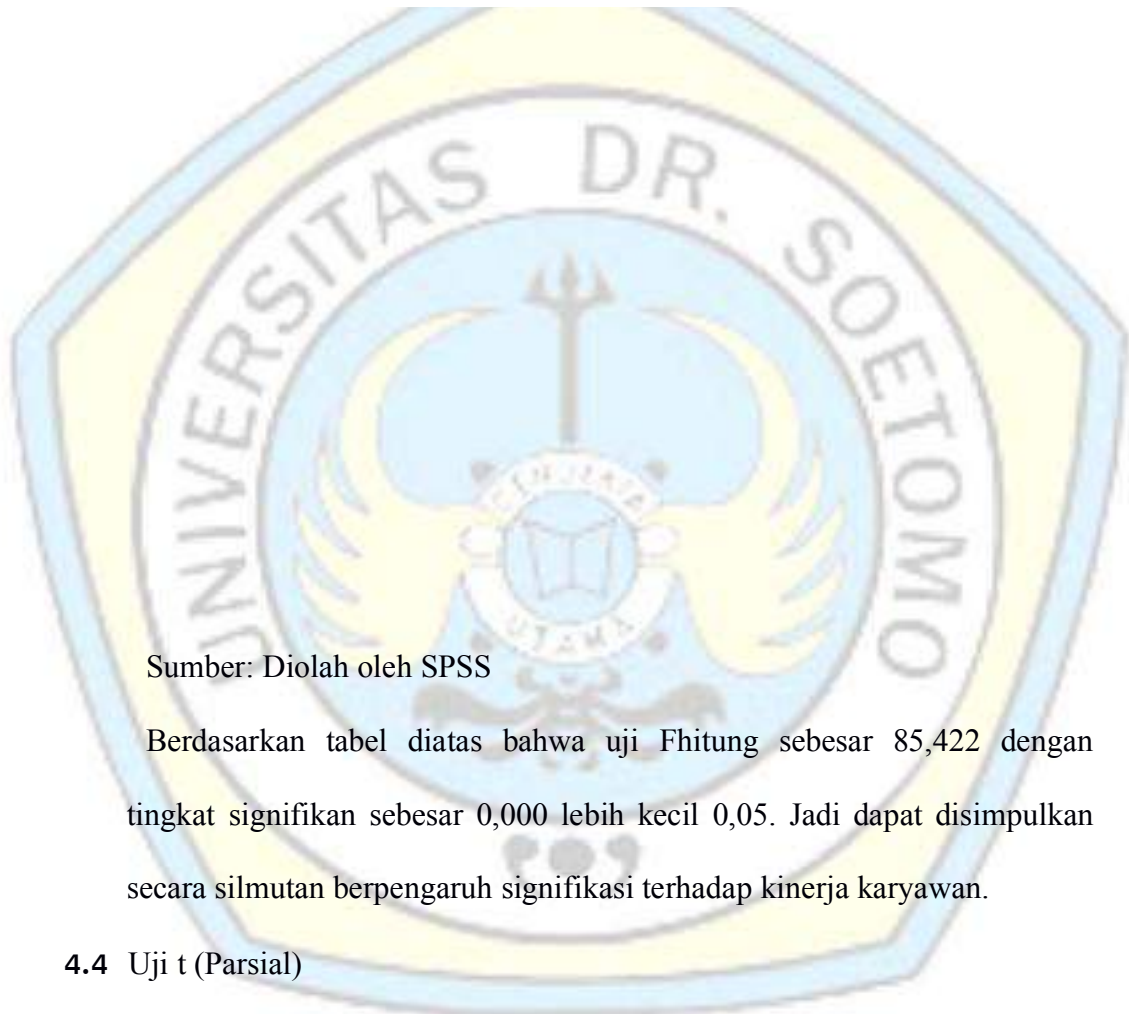 UNIVERSITAS DR. SOETOMO
UTAMA
Sumber: Diolah oleh SPSS
Berdasarkan tabel diatas bahwa uji Fhitung sebesar 85,422 dengan
tingkat signifikan sebesar 0,000 lebih kecil 0,05. Jadi dapat disimpulkan
secara silmutan berpengaruh signifikasi terhadap kinerja karyawan.
4.4 Uji t (Parsial)